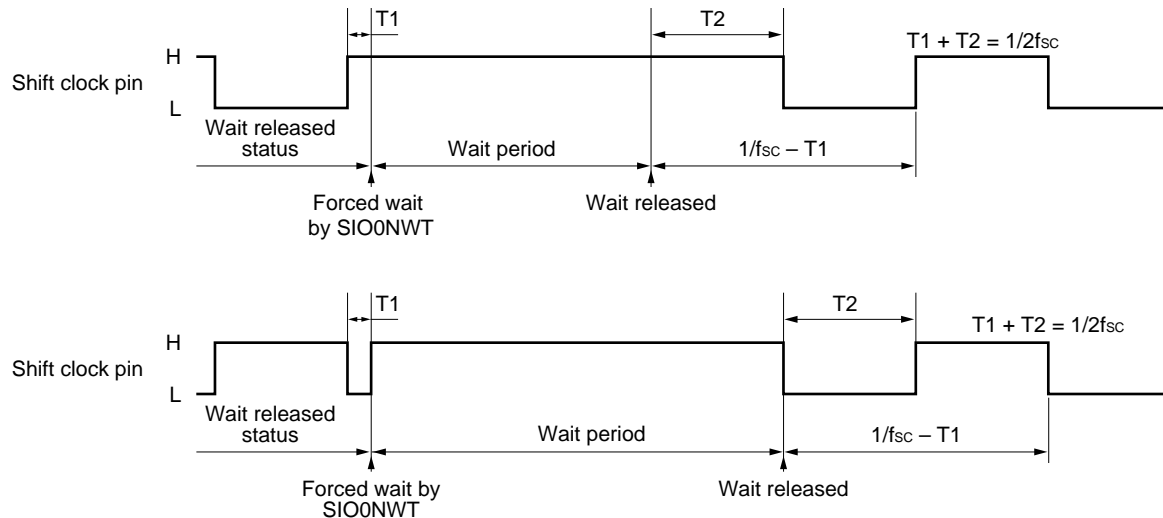 T1
T2
H
T1 + T2 = 1/2fSC
Shift clock pin
L
Wait released
status
Wait period
1/fSC – T1
Forced wait
by SIO0NWT
Wait released
T1
T2
H
T1 + T2 = 1/2fSC
Shift clock pin
L
Wait released
status
Wait period
1/fSC – T1
Forced wait by
SIO0NWT
Wait released